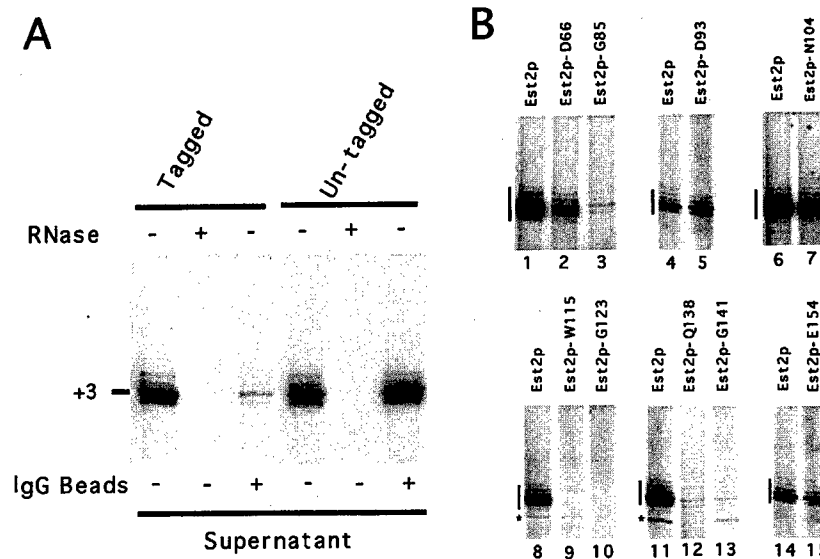 A
Tagged
Un-tagged
RNase - + - - + -
+3
IgG Beads - - + - - +
Supernatant
B
Est2p Est2p-D66 Est2p-G85 Est2p Est2p-D93 Est2p Est2p-N104
1 2 3 4 5 6 7
Est2p Est2p-W115 Est2p-G123 Est2p Est2p-Q138 Est2p-G141 Est2p Est2p-E154
* *
8 9 10 11 12 13 14